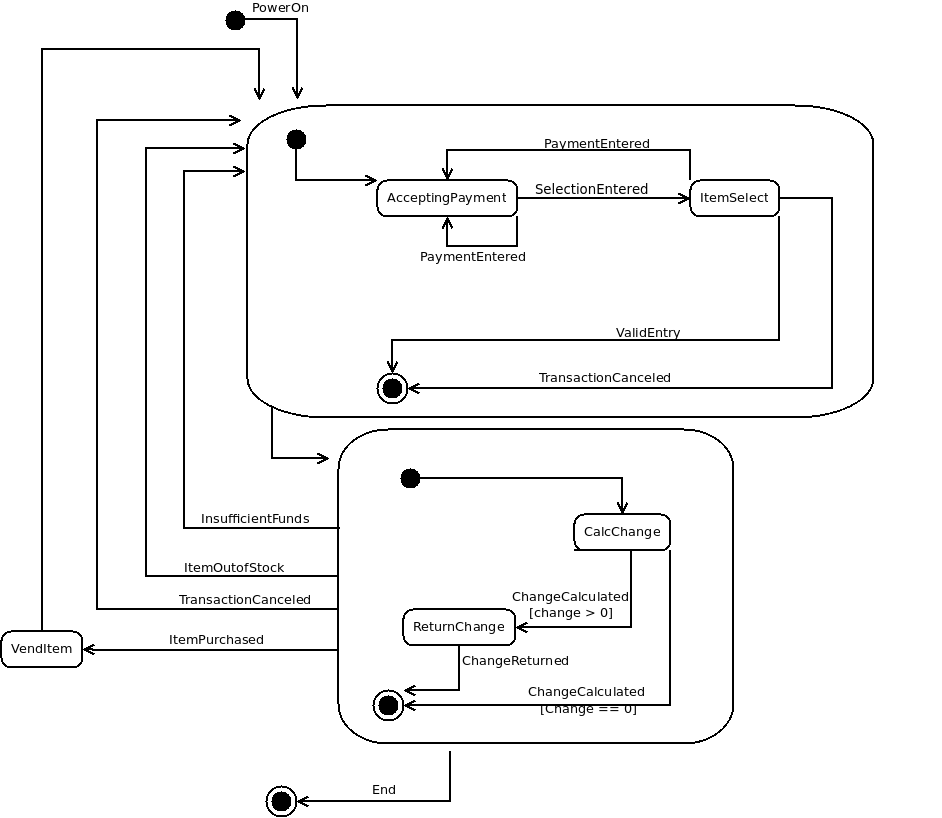 PowerOn
PaymentEntered
SelectionEntered
AcceptingPayment
ItemSelect
PaymentEntered
ValidEntry
TransactionCanceled
InsufficientFunds
CalcChange
ItemOutofStock
TransactionCanceled
ChangeCalculated
[change > 0]
ReturnChange
ItemPurchased
VendItem
ChangeReturned
ChangeCalculated
[Change == 0]
End